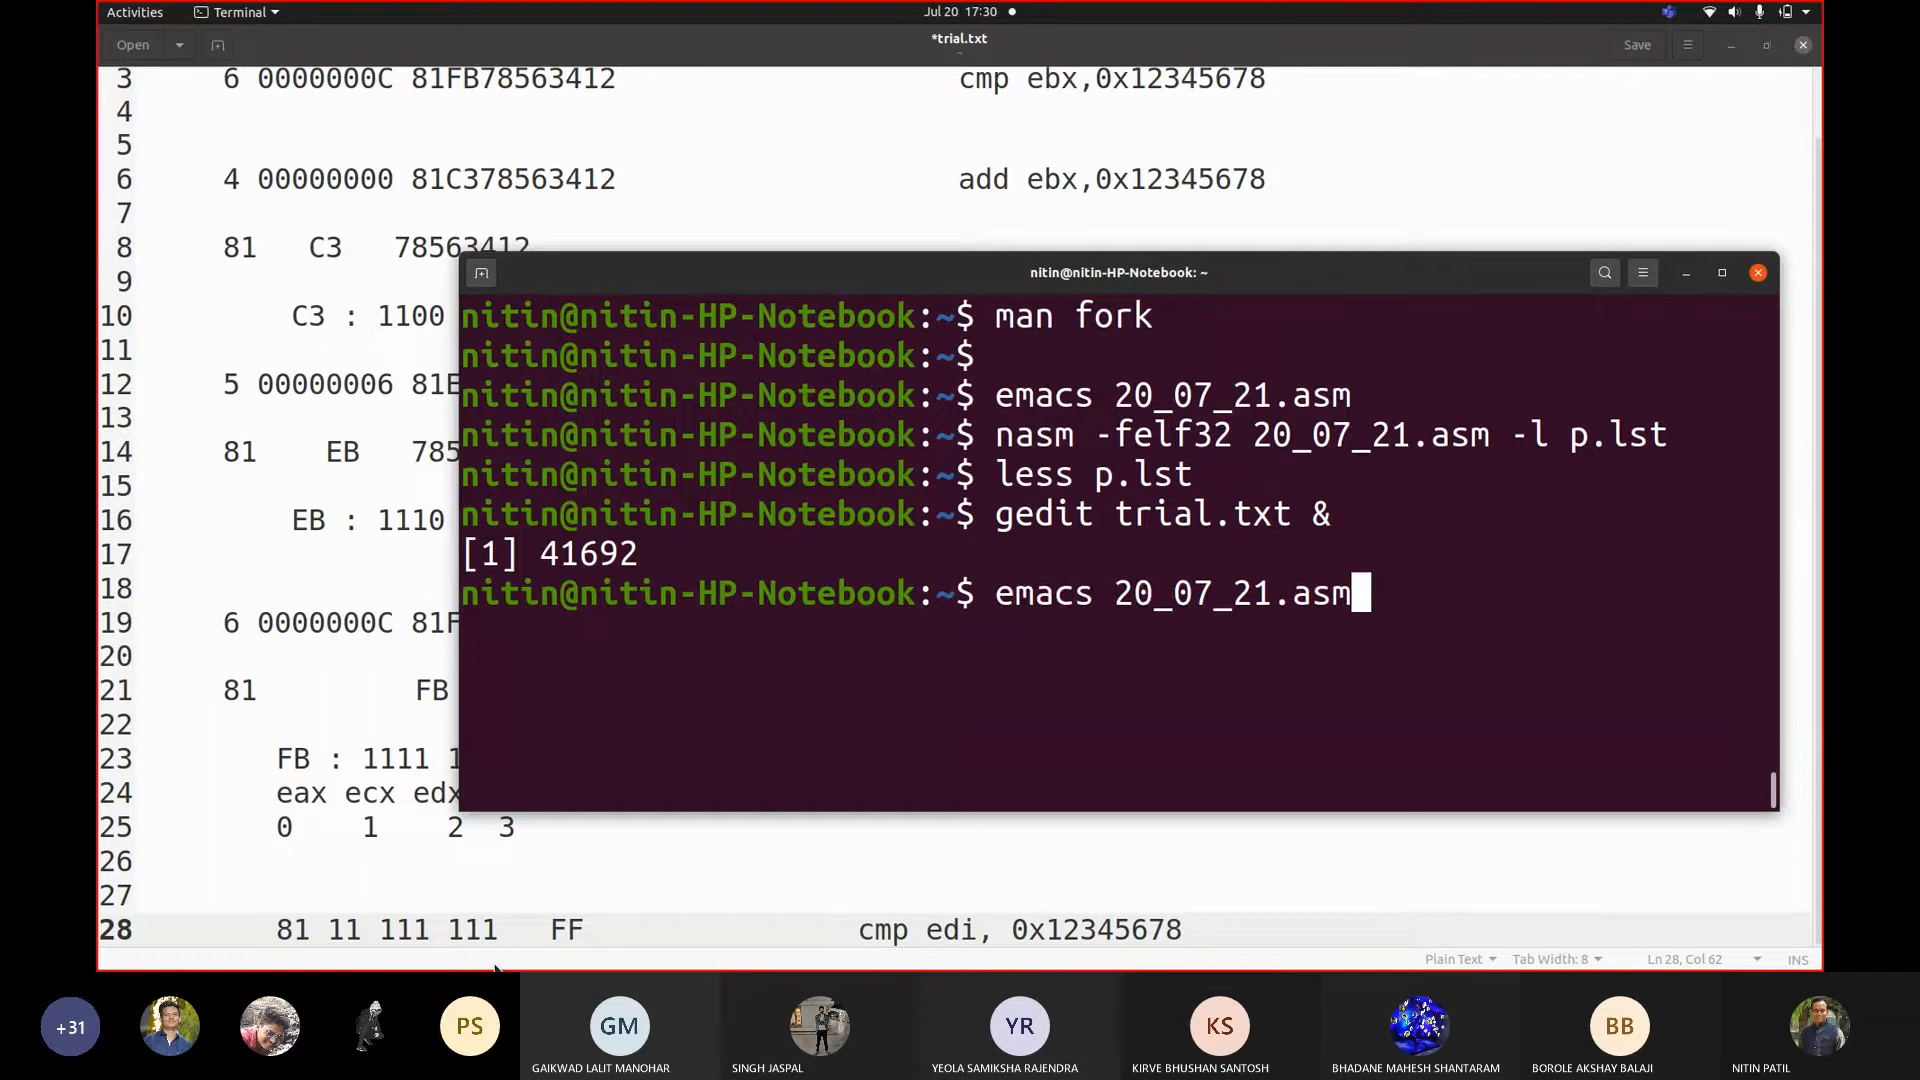 Activities Terminal Jul 20 17:30
Open *trial.txt Save
3 6 0000000C 81FB78563412 cmp ebx,0x12345678
4
5
6 4 00000000 81C378563412 add ebx,0x12345678
7
8 81 C3 78563412
9
10 C3 : 1100
11
12 5 00000006 81E
13
14 81 EB 785
15
16 EB : 1110
17
18
19 6 0000000C 81F
20
21 81 FB
22
23 FB : 1111 1
24 eax ecx edx
25 0 1 2 3
26
27
28 81 11 111 111 FF cmp edi, 0x12345678
Plain Text Tab Width: 8 Ln 28, Col 62 INS
nitin@nitin-HP-Notebook: ~
nitin@nitin-HP-Notebook:~$ man fork
nitin@nitin-HP-Notebook:~$
nitin@nitin-HP-Notebook:~$ emacs 20_07_21.asm
nitin@nitin-HP-Notebook:~$ nasm -felf32 20_07_21.asm -l p.lst
nitin@nitin-HP-Notebook:~$ less p.lst
nitin@nitin-HP-Notebook:~$ gedit trial.txt &
[1] 41692
nitin@nitin-HP-Notebook:~$ emacs 20_07_21.asm
+31 PS GM YR KS BB
GAIKWAD LALIT MANOHAR SINGH JASPAL YEOLA SAMIKSHA RAJENDRA KIRVE BHUSHAN SANTOSH BHADANE MAHESH SHANTARAM BOROLE AKSHAY BALAJI NITIN PATIL